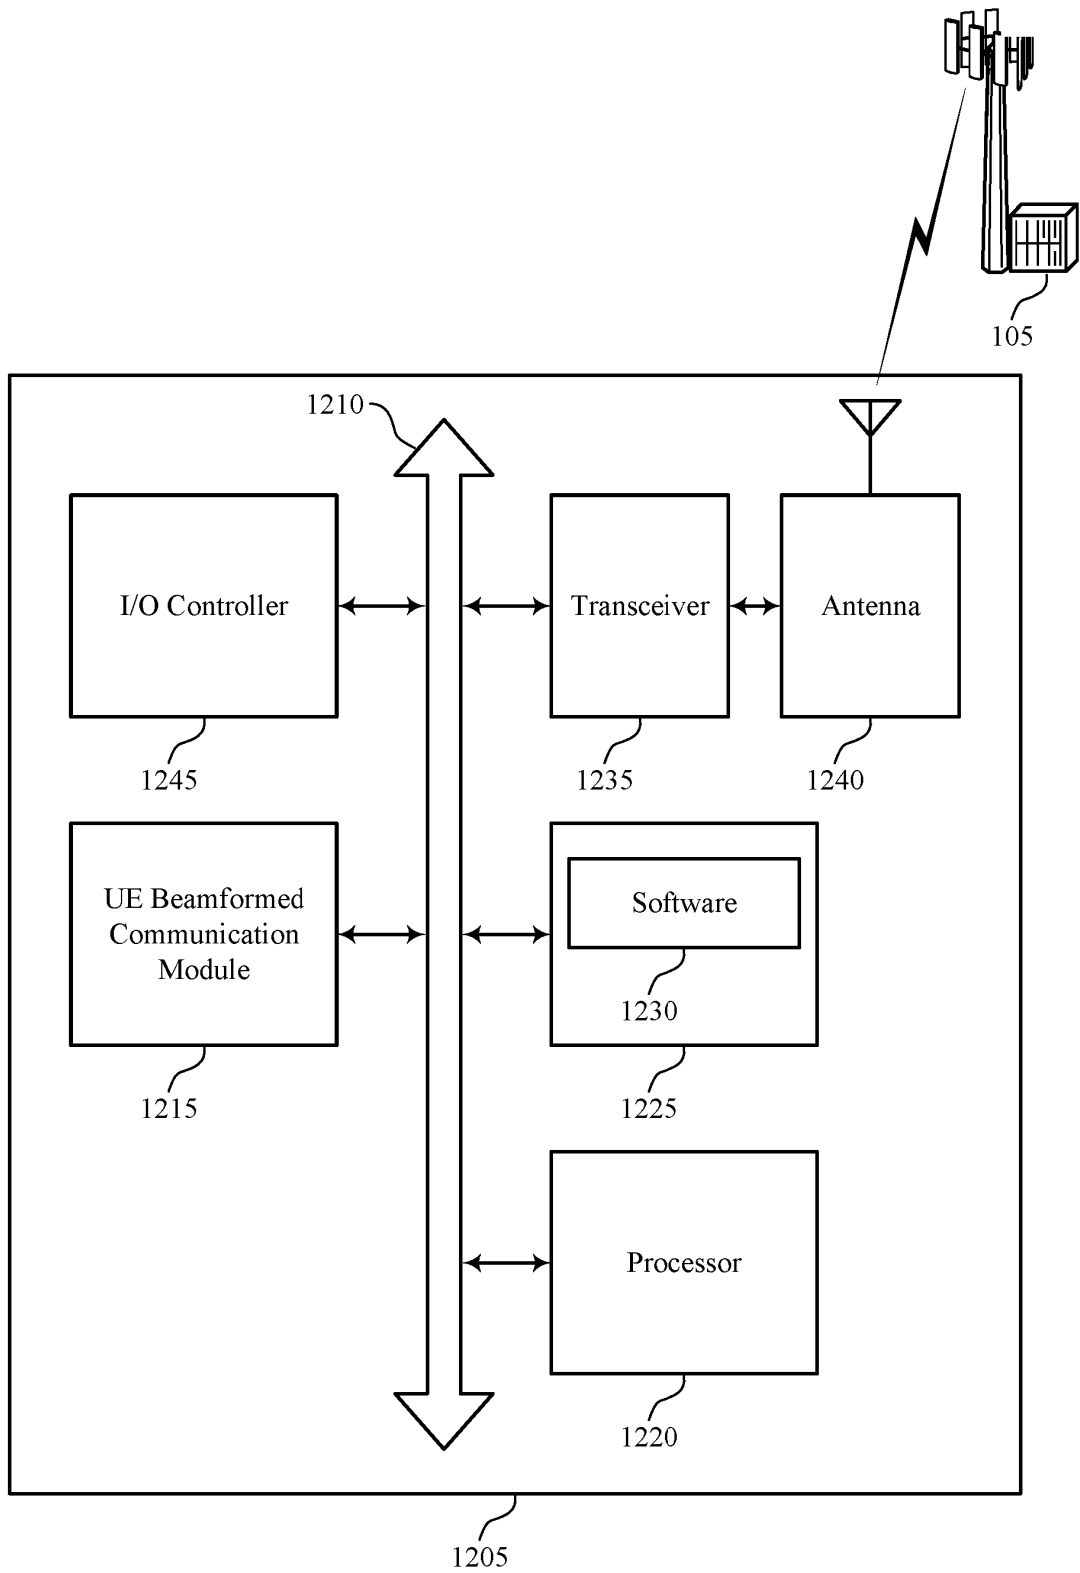 105
1210
I/O Controller
Transceiver
Antenna
1245
1235
1240
UE Beamformed
Communication
Module
Software
1230
1215
1225
Processor
1220
1205